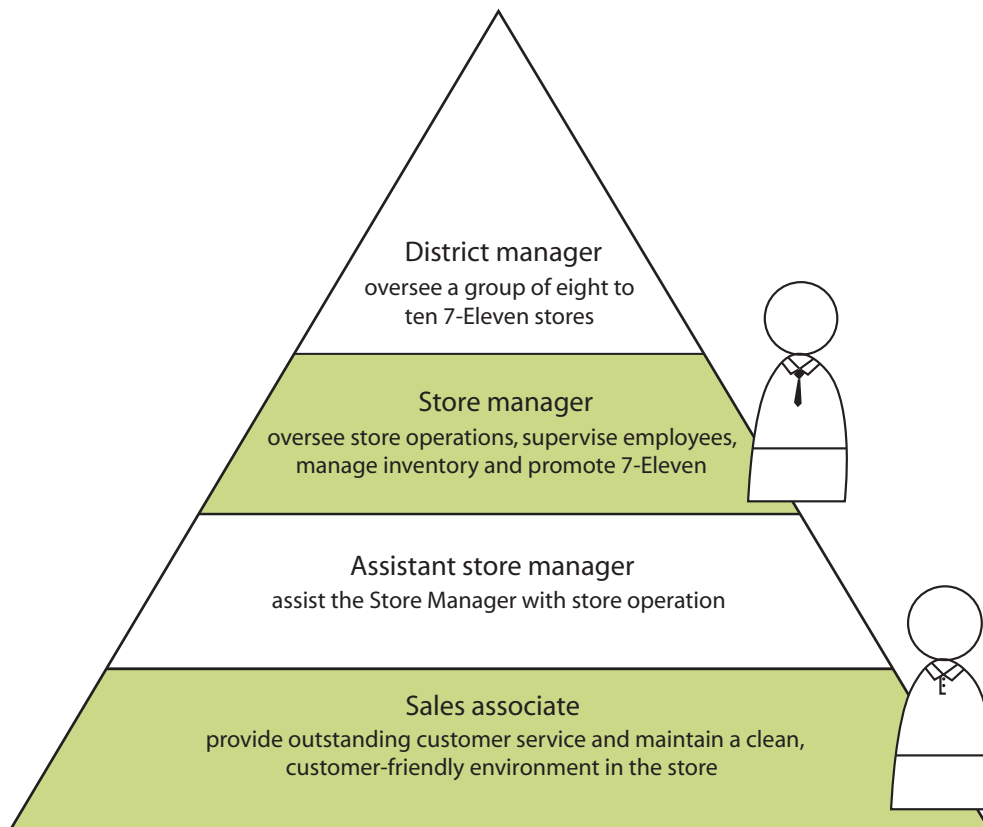 District manager
oversee a group of eight to
ten 7-Eleven stores
Store manager
oversee store operations, supervise employees,
manage inventory and promote 7-Eleven
Assistant store manager
assist the Store Manager with store operation
Sales associate
provide outstanding customer service and maintain a clean,
customer-friendly environment in the store